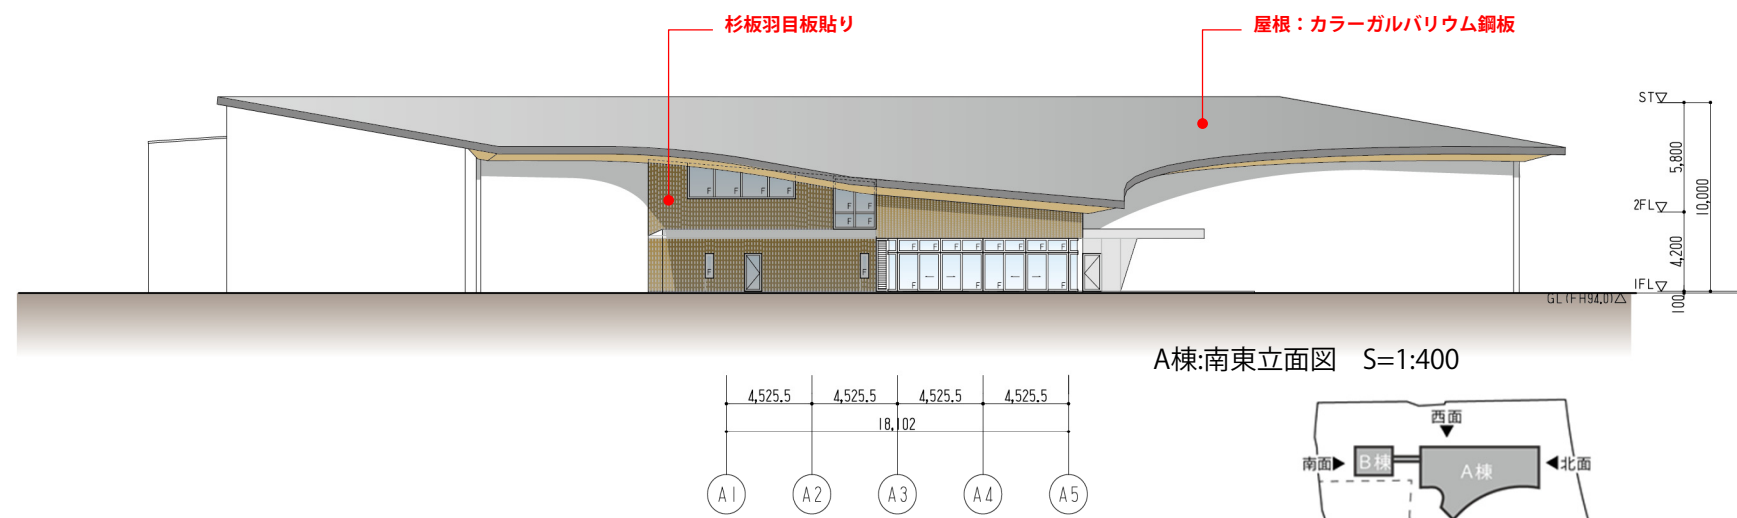 杉板羽目板貼り
屋根：カラーガルバリウム鋼板
ST▽
5,800
10,000
2FL▽
4,200
1FL▽
GL(FH94.0)△
100
F F F F
F F
F F
F F F F F F F F
F F
F F F F
← → ← →
A棟:南東立面図 S=1:400
4,525.5 4,525.5 4,525.5 4,525.5
18,102
A1 A2 A3 A4 A5
西面
▼
南面▶ B棟 A棟 ◀北面